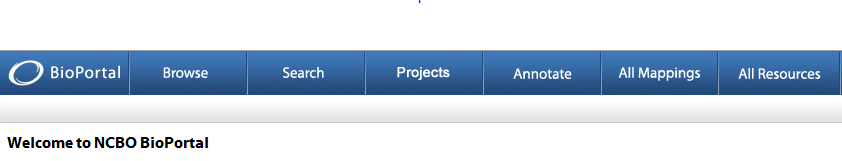 BioPortal Browse Search Projects Annotate All Mappings All Resources
Welcome to NCBO BioPortal